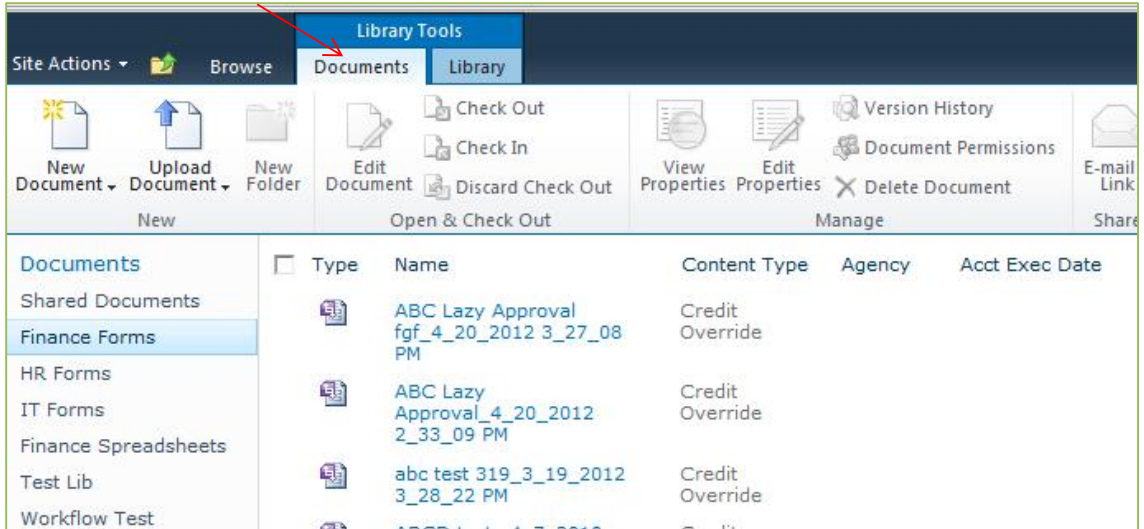 Library Tools
Site Actions Browse Documents Library
New Document
Upload Document
New Folder
New
Edit Document
Check Out
Check In
Discard Check Out
Open & Check Out
View Properties
Edit Properties
Version History
Document Permissions
Delete Document
Manage
E-mail
Link
Share
Documents
Shared Documents
Finance Forms
HR Forms
IT Forms
Finance Spreadsheets
Test Lib
Workflow Test
Type Name Content Type Agency Acct Exec Date
ABC Lazy Approval
fgf_4_20_2012 3_27_08
PM
Credit
Override
ABC Lazy
Approval_4_20_2012
2_33_09 PM
Credit
Override
abc test 319_3_19_2012
3_28_22 PM
Credit
Override